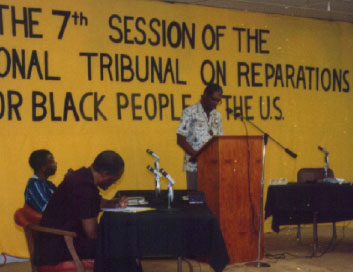 THE 7th SESSION OF THE
ONAL TRIBUNAL ON REPARATIONS
OR BLACK PEOPLE THE U.S.